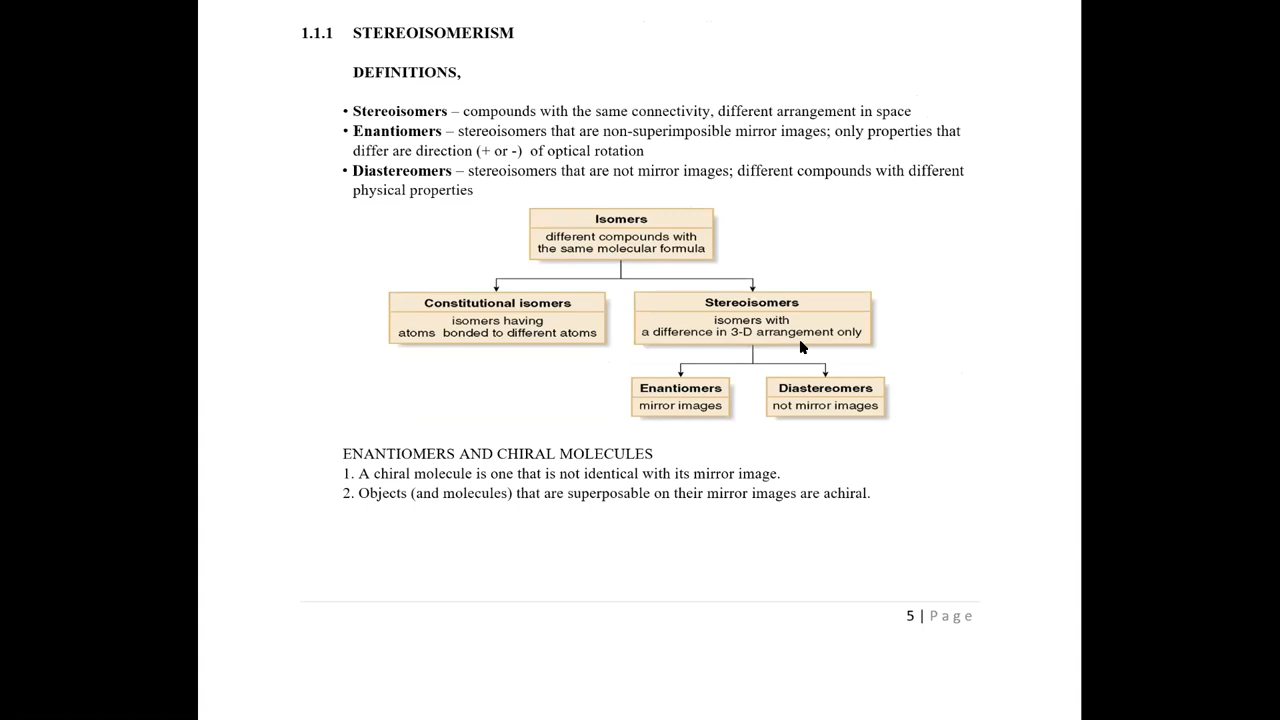 1.1.1 STEREOISOMERISM
DEFINITIONS,
• Stereoisomers – compounds with the same connectivity, different arrangement in space
• Enantiomers – stereoisomers that are non-superimposible mirror images; only properties that
differ are direction (+ or -) of optical rotation
• Diastereomers – stereoisomers that are not mirror images; different compounds with different
physical properties
Isomers
different compounds with
the same molecular formula
Constitutional isomers
isomers having
atoms bonded to different atoms
Stereoisomers
isomers with
a difference in 3-D arrangement only
Enantiomers
mirror images
Diastereomers
not mirror images
ENANTIOMERS AND CHIRAL MOLECULES
1. A chiral molecule is one that is not identical with its mirror image.
2. Objects (and molecules) that are superposable on their mirror images are achiral.
5 | Page